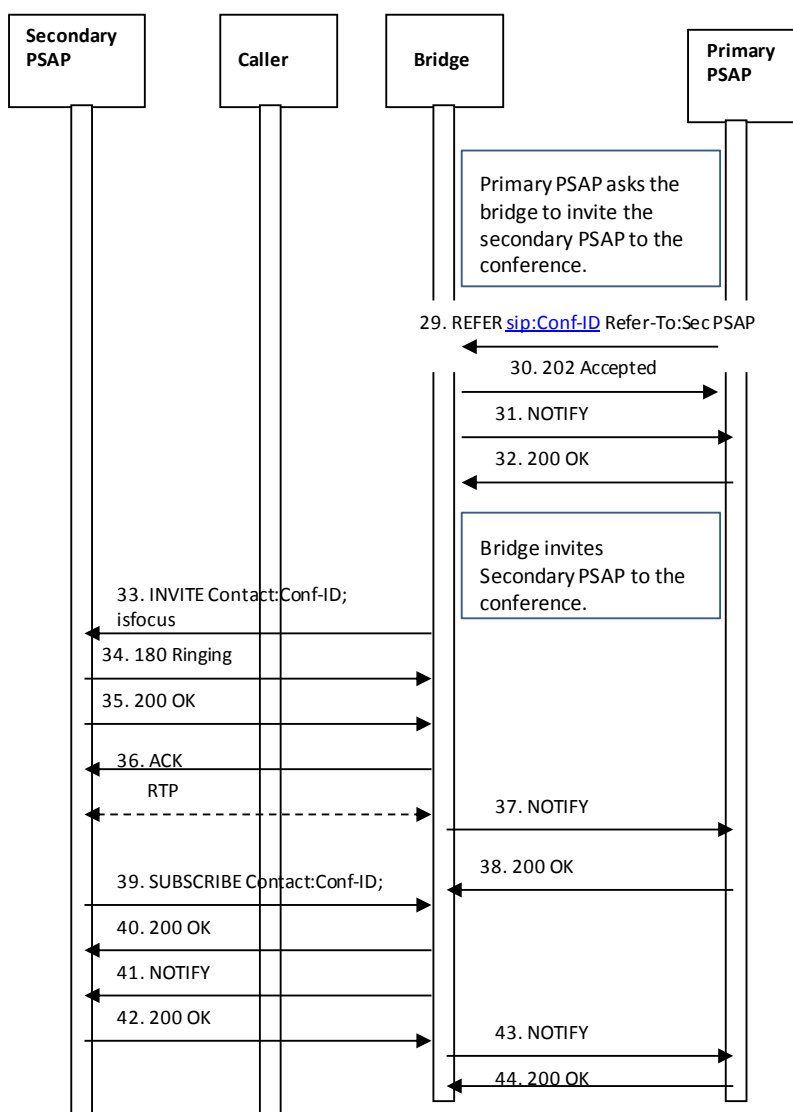 Secondary
PSAP
Caller
Bridge
Primary
PSAP
Primary PSAP asks the
bridge to invite the
secondary PSAP to the
conference.
29. REFER sip:Conf-ID Refer-To:Sec PSAP
30. 202 Accepted
31. NOTIFY
32. 200 OK
Bridge invites
Secondary PSAP to the
conference.
33. INVITE Contact:Conf-ID;
isfocus
34. 180 Ringing
35. 200 OK
36. ACK
RTP
37. NOTIFY
38. 200 OK
39. SUBSCRIBE Contact:Conf-ID;
40. 200 OK
41. NOTIFY
42. 200 OK
43. NOTIFY
44. 200 OK